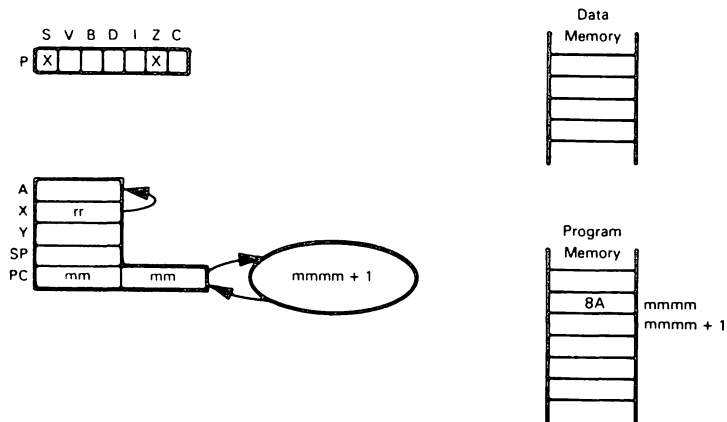 S V B D I Z C
P X X
Data
Memory
A
X rr
Y
SP
PC mm mm
mmmm + 1
Program
Memory
8A mmmm
mmmm + 1